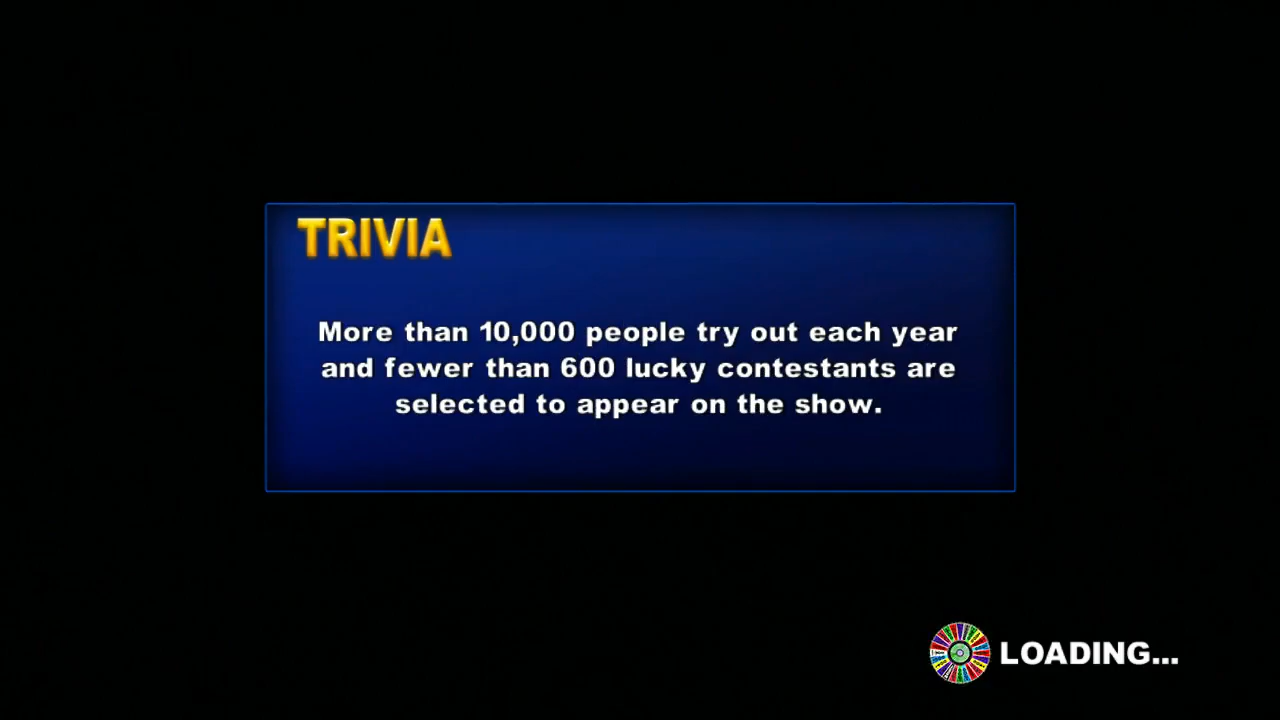 TRIVIA
More than 10,000 people try out each year
and fewer than 600 lucky contestants are
selected to appear on the show.
LOADING...